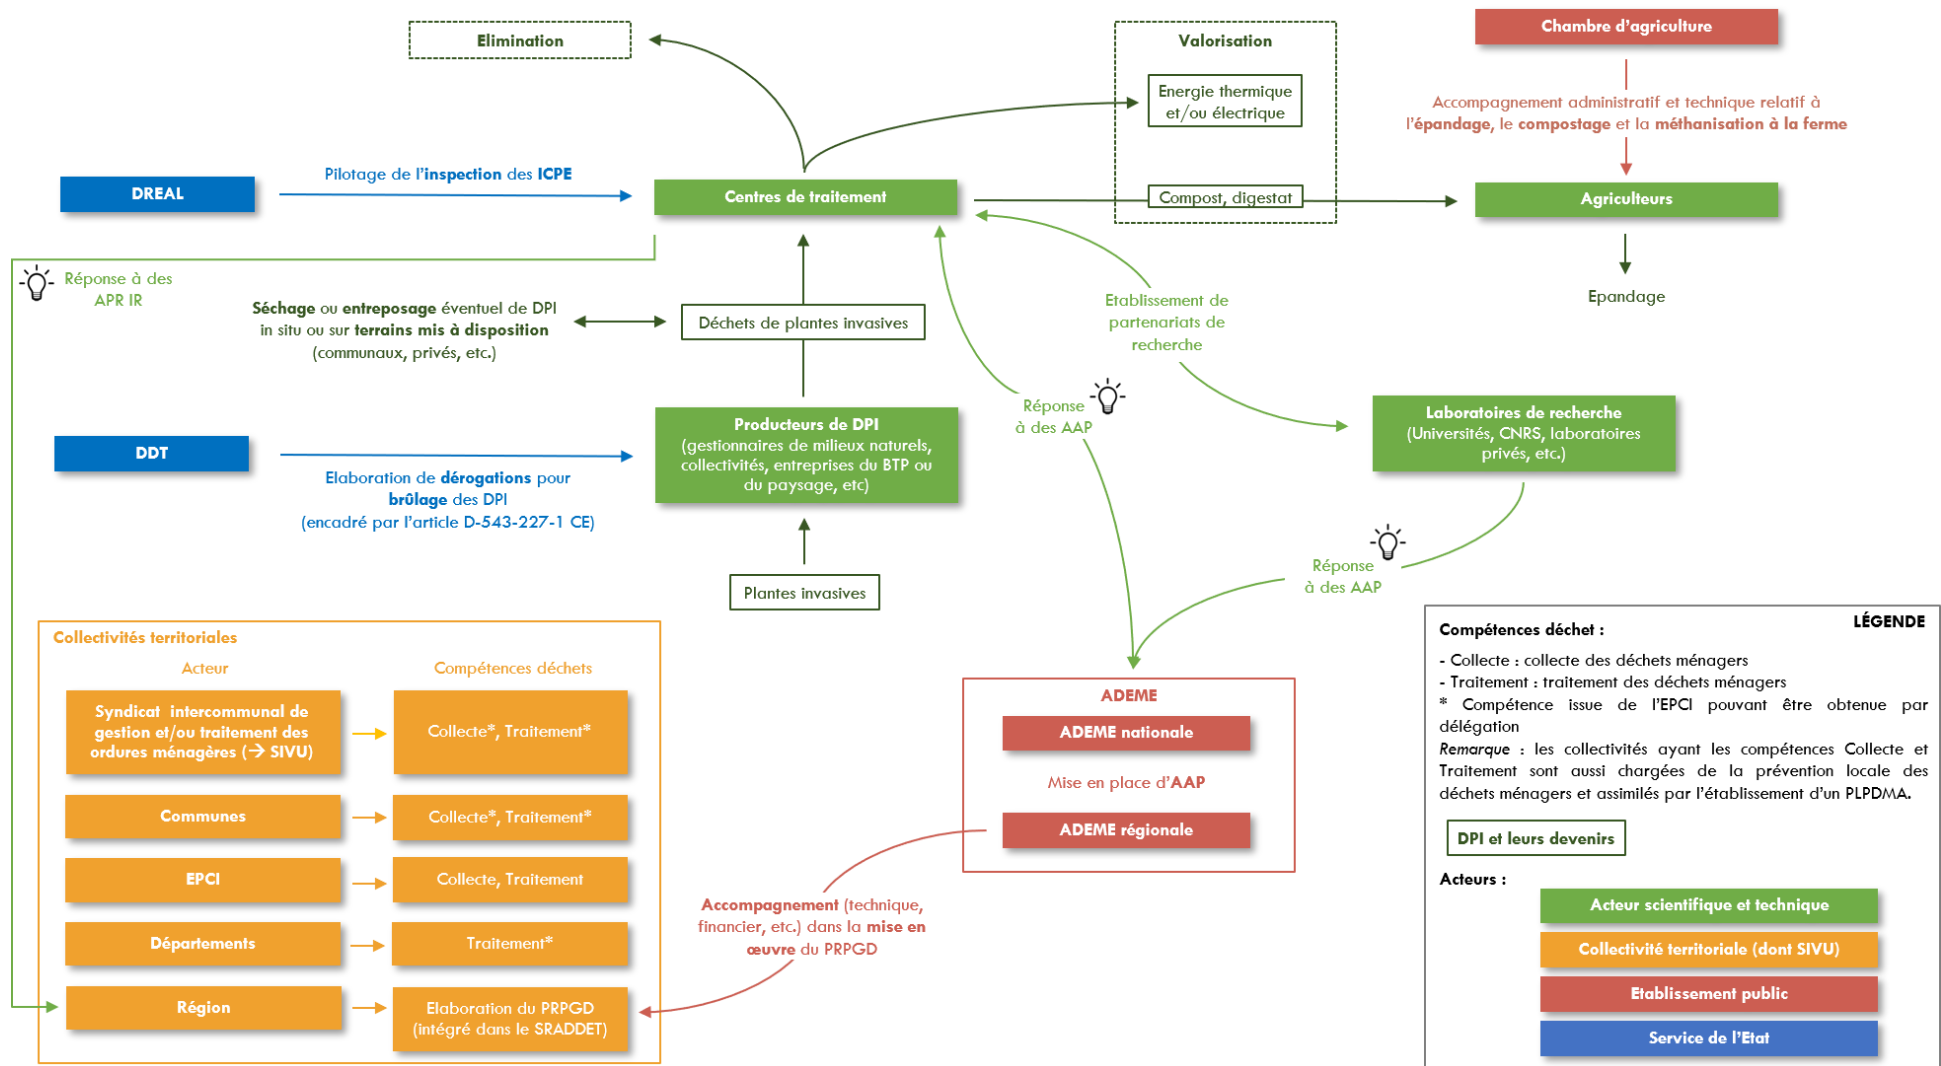 Elimination
Valorisation
Energie thermique
et/ou électrique
Compost, digestat
Chambre d'agriculture
Accompagnement administratif et technique relatif à
l'épandage, le compostage et la méthanisation à la ferme
DREAL
Pilotage de l'inspection des ICPE
Centres de traitement
Agriculteurs
Epandage
Réponse à des
APR IR
Séchage ou entreposage éventuel de DPI
in situ ou sur terrains mis à disposition
(communaux, privés, etc.)
Déchets de plantes invasives
Etablissement de
partenariats de
recherche
Réponse
à des AAP
Laboratoires de recherche
(Universités, CNRS, laboratoires
privés, etc.)
DDT
Elaboration de dérogations pour
brûlage des DPI
(encadré par l'article D-543-227-1 CE)
Producteurs de DPI
(gestionnaires de milieux naturels,
collectivités, entreprises du BTP ou
du paysage, etc)
Plantes invasives
Réponse
à des AAP
Collectivités territoriales
Acteur
Compétences déchets
Syndicat intercommunal de
gestion et/ou traitement des
ordures ménagères (→ SIVU)
Collecte*, Traitement*
Communes
Collecte*, Traitement*
EPCI
Collecte, Traitement
Départements
Traitement*
Région
Elaboration du PRPGD
(intégré dans le SRADDET)
ADEME
ADEME nationale
Mise en place d'AAP
ADEME régionale
Accompagnement (technique,
financier, etc.) dans la mise en
œuvre du PRPGD
LÉGENDE
Compétences déchet :
- Collecte : collecte des déchets ménagers
- Traitement : traitement des déchets ménagers
* Compétence issue de l'EPCI pouvant être obtenue par
délégation
Remarque : les collectivités ayant les compétences Collecte et
Traitement sont aussi chargées de la prévention locale des
déchets ménagers et assimilés par l'établissement d'un PLPDMA.
DPI et leurs devenirs
Acteurs :
Acteur scientifique et technique
Collectivité territoriale (dont SIVU)
Etablissement public
Service de l'Etat